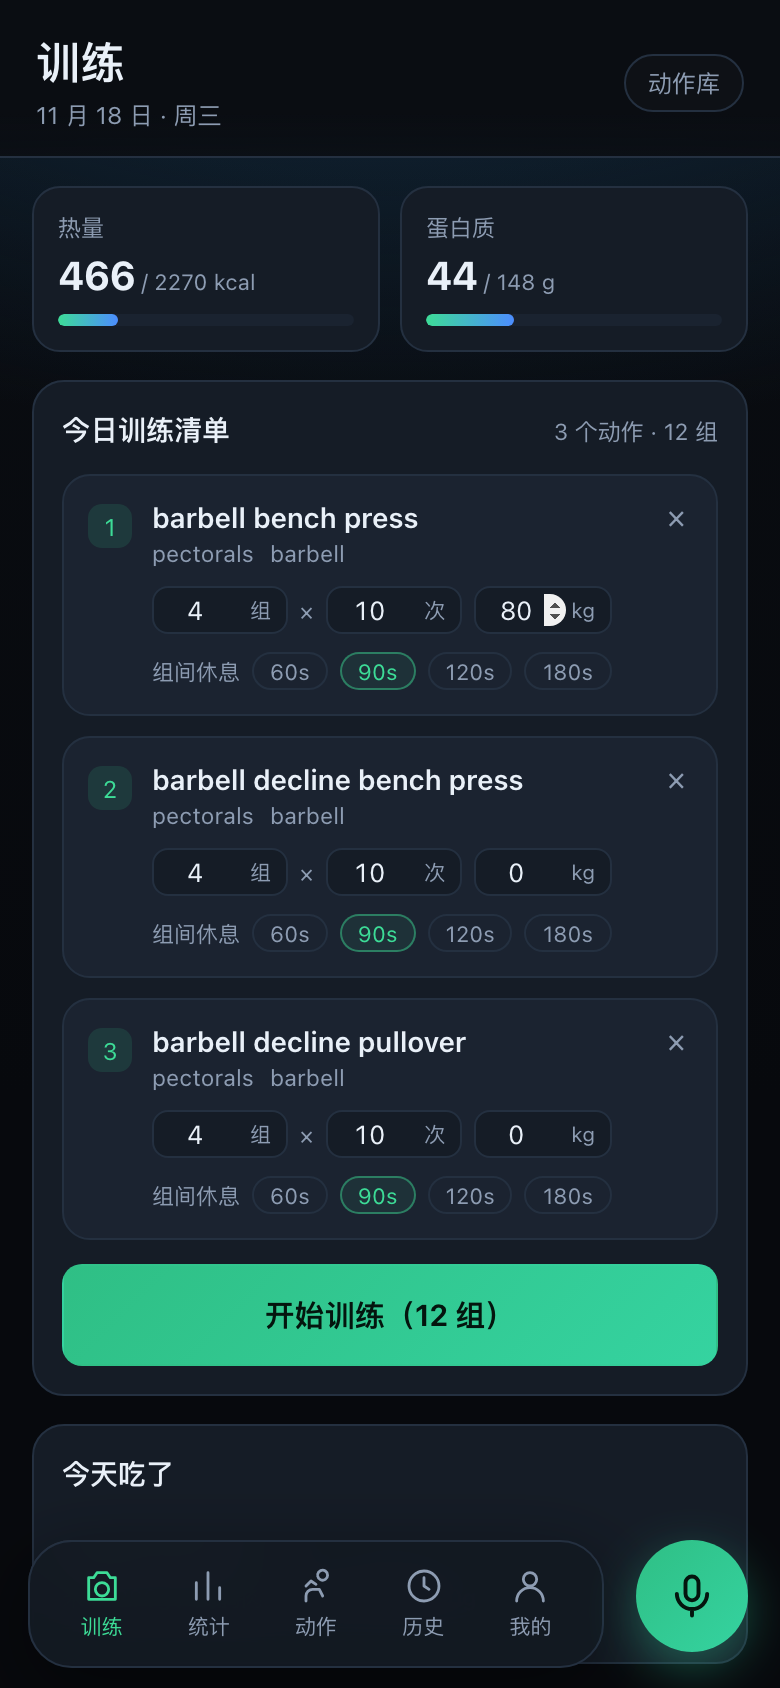 训练
11 月 18 日 · 周三
动作库
热量
466 / 2270 kcal
蛋白质
44 / 148 g
今日训练清单
3 个动作 · 12 组
1
barbell bench press
×
pectorals barbell
4 组 × 10 次 80 kg
组间休息 60s 90s 120s 180s
2
barbell decline bench press
×
pectorals barbell
4 组 × 10 次 0 kg
组间休息 60s 90s 120s 180s
3
barbell decline pullover
×
pectorals barbell
4 组 × 10 次 0 kg
组间休息 60s 90s 120s 180s
开始训练（12 组）
今天吃了
训练 统计 动作 历史 我的